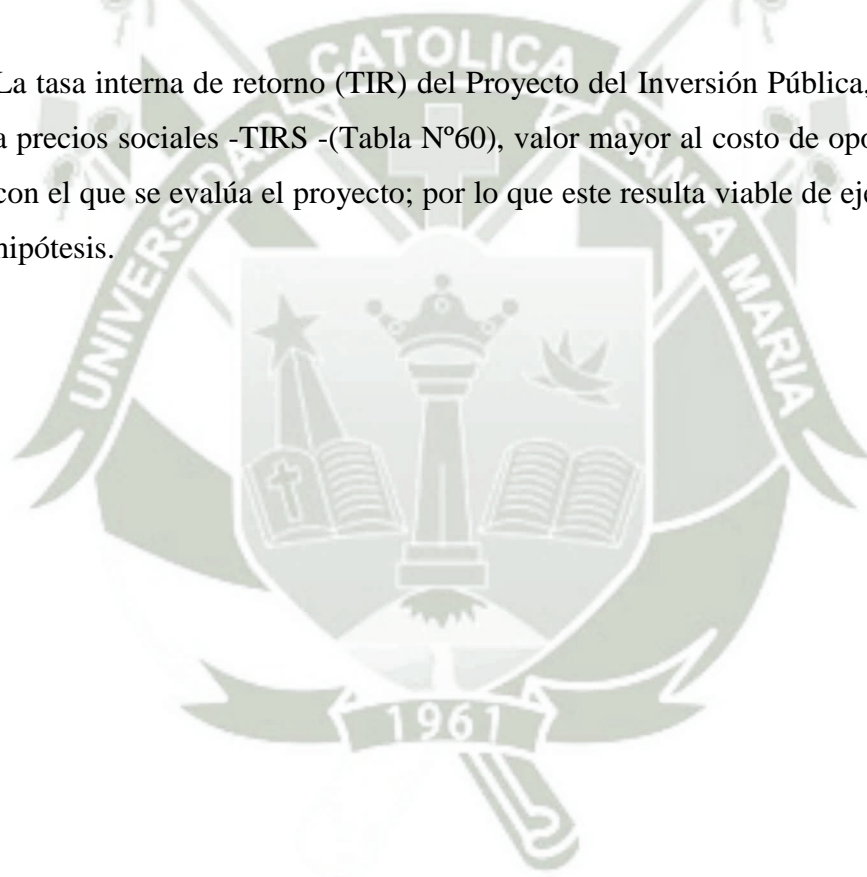 CATOLICA
La tasa interna de retorno (TIR) del Proyecto del Inversión Pública,
a precios sociales -TIRS -(Tabla Nº60), valor mayor al costo de opo
con el que se evalúa el proyecto; por lo que este resulta viable de ej
hipótesis.
UNIVERSIDAD
SANTA MARIA
1961